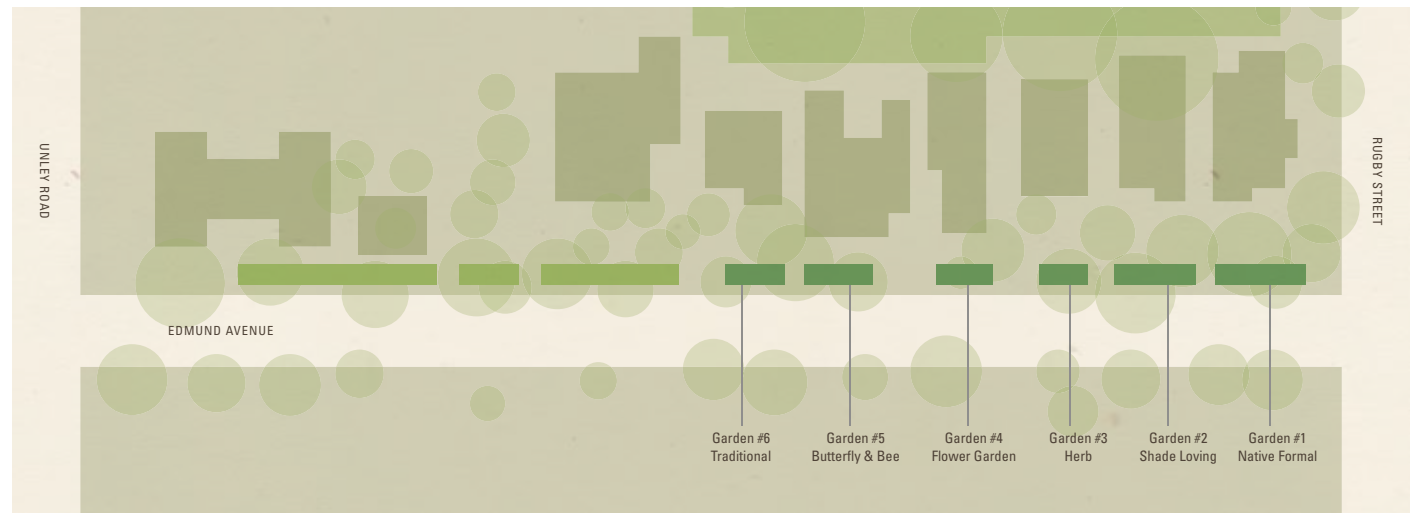 UNLEY ROAD
RUGBY STREET
EDMUND AVENUE
Garden #6
Traditional
Garden #5
Butterfly & Bee
Garden #4
Flower Garden
Garden #3
Herb
Garden #2
Shade Loving
Garden #1
Native Formal